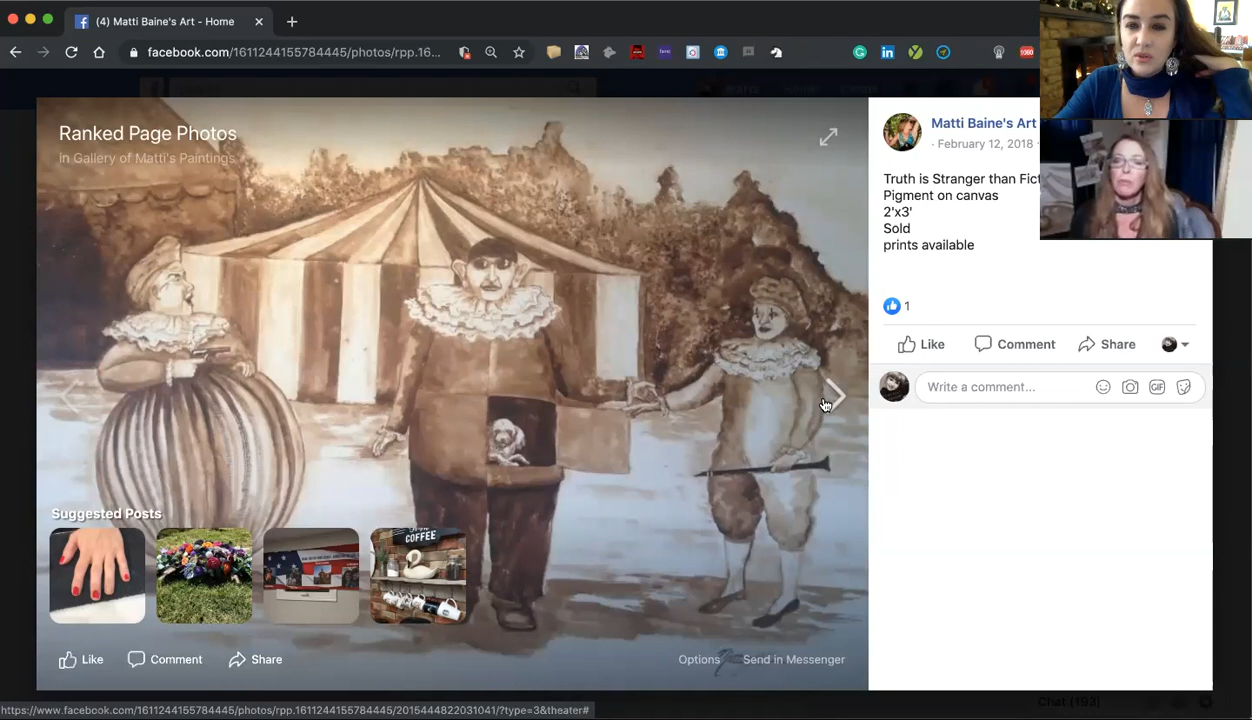 (4) Matti Baine's Art - Home
facebook.com/1611244155784445/photos/rpp.16...
1080
Ranked Page Photos
in Gallery of Matti's Paintings
Matti Baine's Art
· February 12, 2018 ·
Truth is Stranger than Fict
Pigment on canvas
2'x3'
Sold
prints available
1
Like
Comment
Share
Write a comment...
Suggested Posts
COFFEE
Like
Comment
Share
Options
Send in Messenger
Chat (193)
https://www.facebook.com/1611244155784445/photos/rpp.1611244155784445/2015444822031041/?type=3&theater#